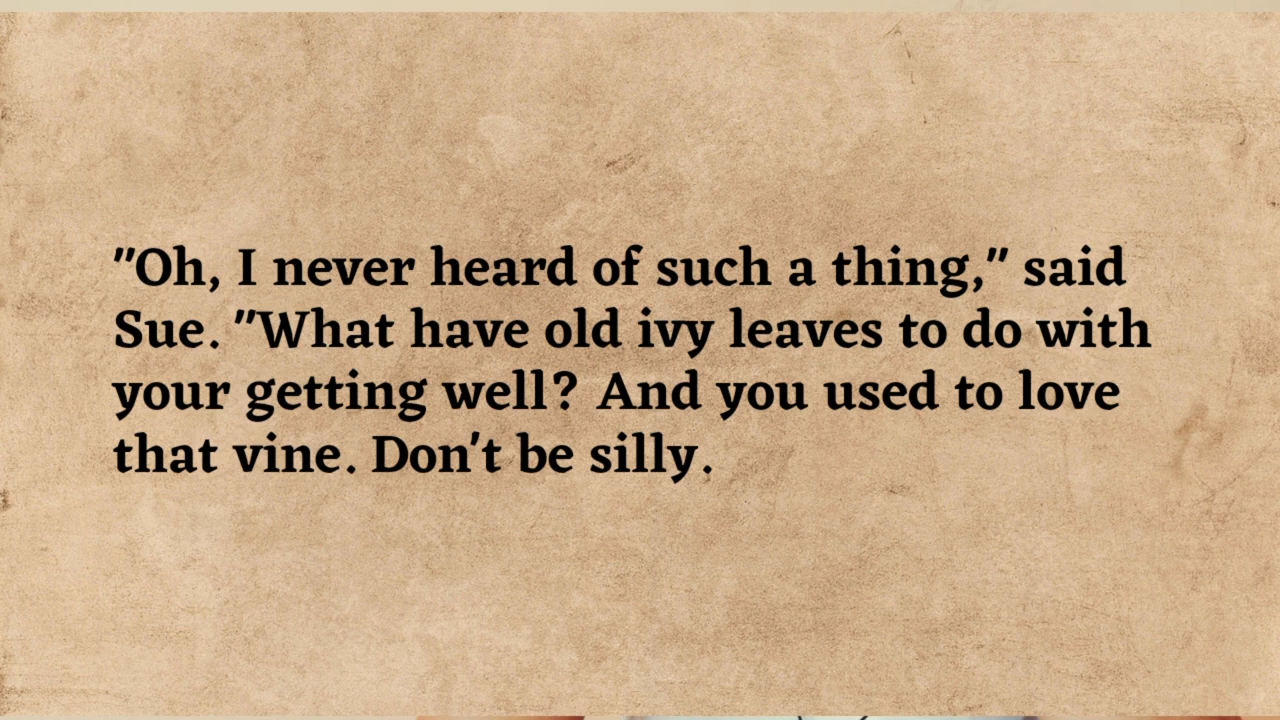 "Oh, I never heard of such a thing," said
Sue. "What have old ivy leaves to do with
your getting well? And you used to love
that vine. Don't be silly.